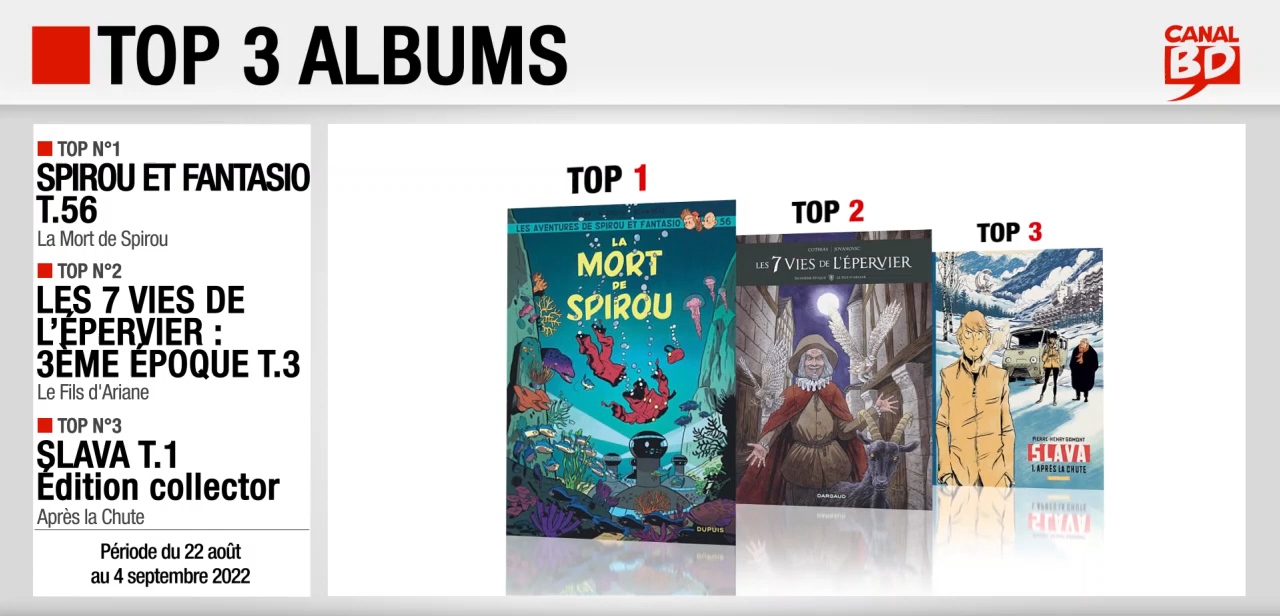 TOP 3 ALBUMS
CANAL
BD
TOP N°1
SPIROU ET FANTASIO
T.56
La Mort de Spirou
TOP N°2
LES 7 VIES DE
L'ÉPERVIER :
3ÈME ÉPOQUE T.3
Le Fils d'Ariane
TOP N°3
SLAVA T.1
Édition collector
Après la Chute
Période du 22 août
au 4 septembre 2022
TOP 1
LES AVENTURES DE SPIROU ET FANTASIO 56
LA
MORT
DE
SPIROU
DUPUIS
TOP 2
COTHIAS JUILLARD
LES 7 VIES DE L'ÉPERVIER
DARGAUD
TOP 3
PIERRE-HENRY GOMONT
SLAVA
1. APRÈS LA CHUTE